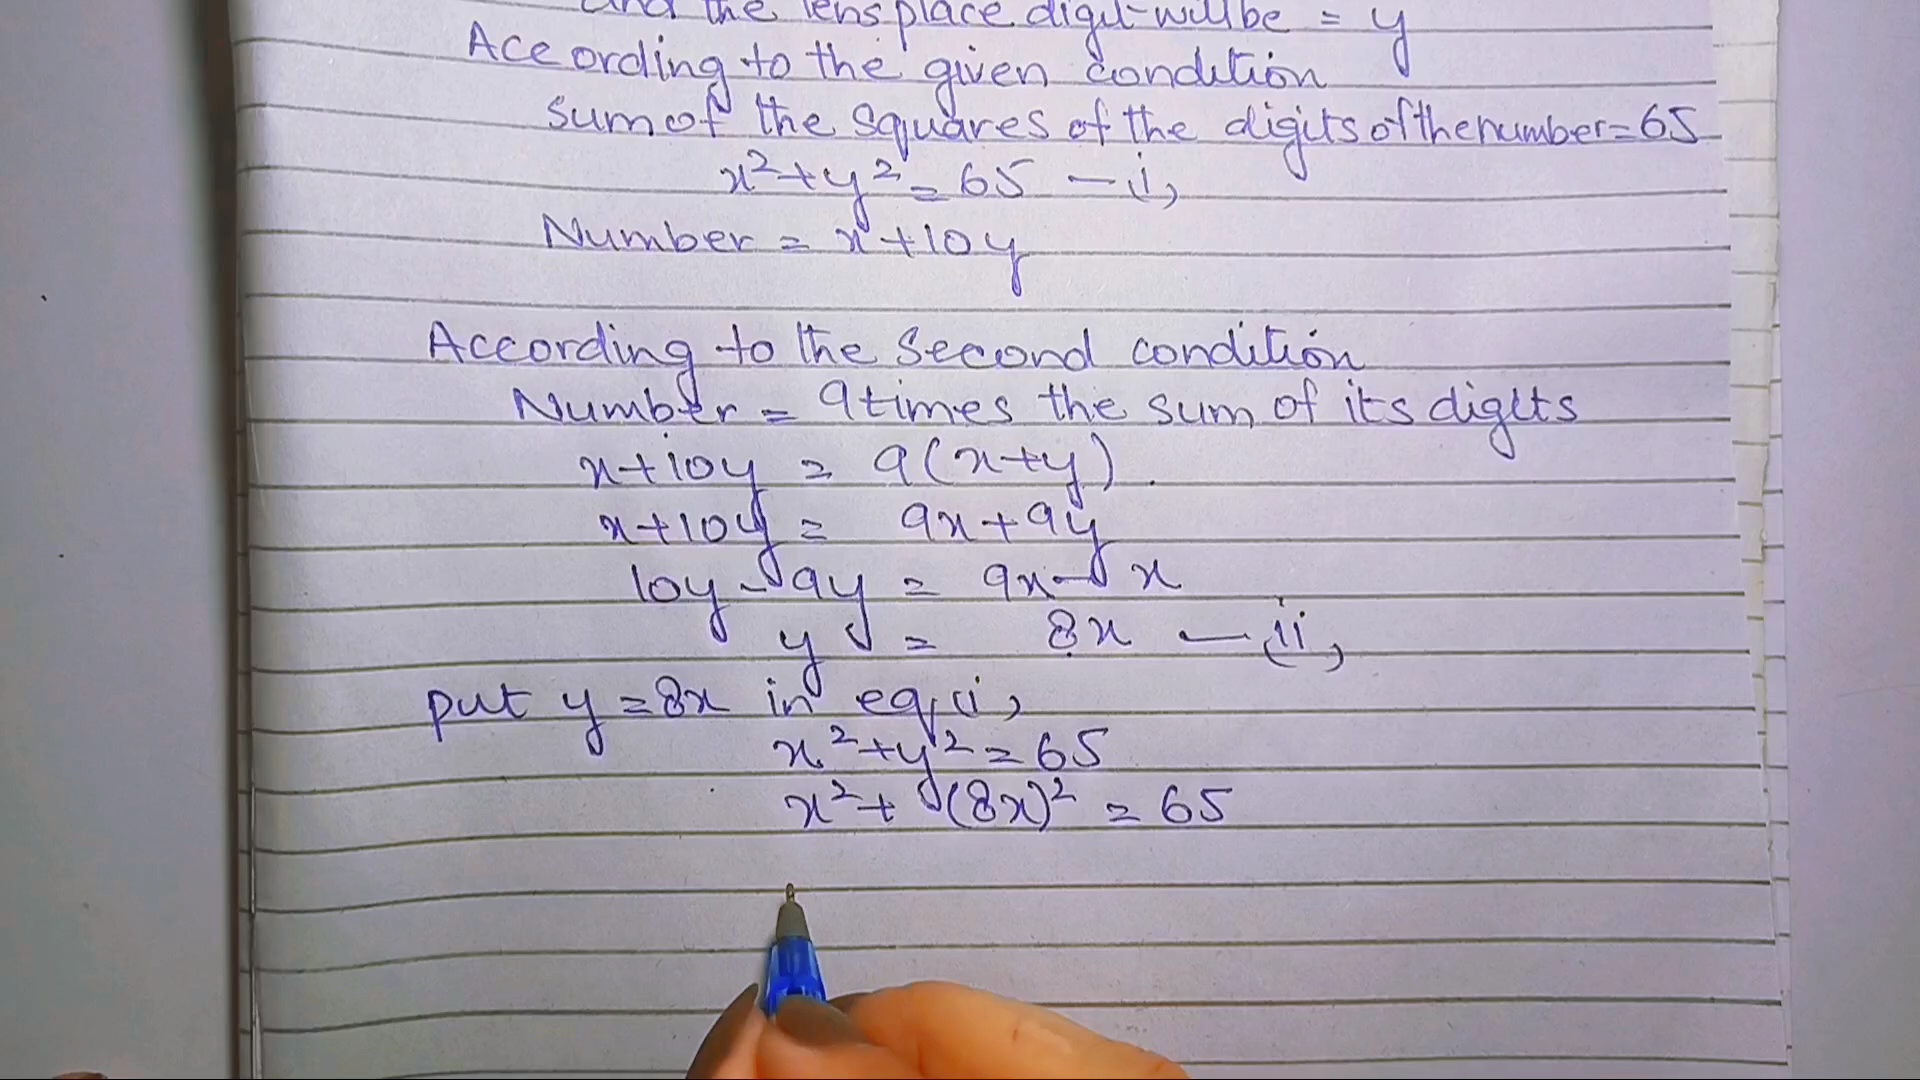 and the tens place digit will be = y
According to the given condition
sum of the squares of the digits of the number = 65
x²+y² = 65 — (i)
Number = x+10y
According to the second condition
Number = 9 times the sum of its digits
x+10y = 9(x+y)
x+10y = 9x+9y
10y-9y = 9x-x
y = 8x — (ii)
put y=8x in eq (i)
x²+y² = 65
x²+(8x)² = 65